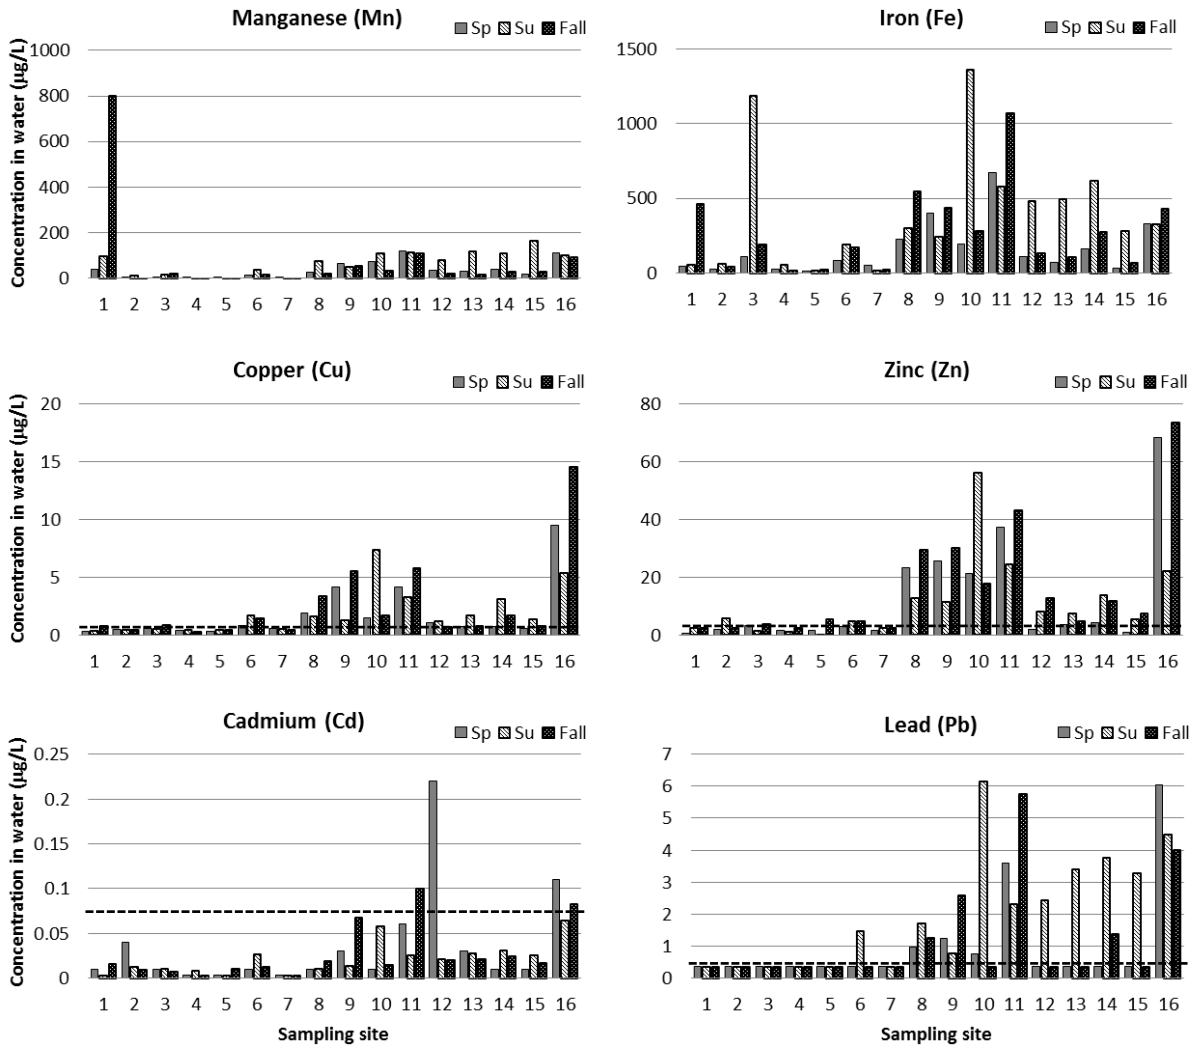 Manganese (Mn)
Sp Su Fall
Concentration in water (µg/L)
1000
800
600
400
200
0
1 2 3 4 5 6 7 8 9 10 11 12 13 14 15 16
Iron (Fe)
Sp Su Fall
1500
1000
500
0
1 2 3 4 5 6 7 8 9 10 11 12 13 14 15 16
Copper (Cu)
Sp Su Fall
Concentration in water (µg/L)
20
15
10
5
0
1 2 3 4 5 6 7 8 9 10 11 12 13 14 15 16
Zinc (Zn)
Sp Su Fall
80
60
40
20
0
1 2 3 4 5 6 7 8 9 10 11 12 13 14 15 16
Cadmium (Cd)
Sp Su Fall
Concentration in water (µg/L)
0.25
0.2
0.15
0.1
0.05
0
1 2 3 4 5 6 7 8 9 10 11 12 13 14 15 16
Sampling site
Lead (Pb)
Sp Su Fall
7
6
5
4
3
2
1
0
1 2 3 4 5 6 7 8 9 10 11 12 13 14 15 16
Sampling site